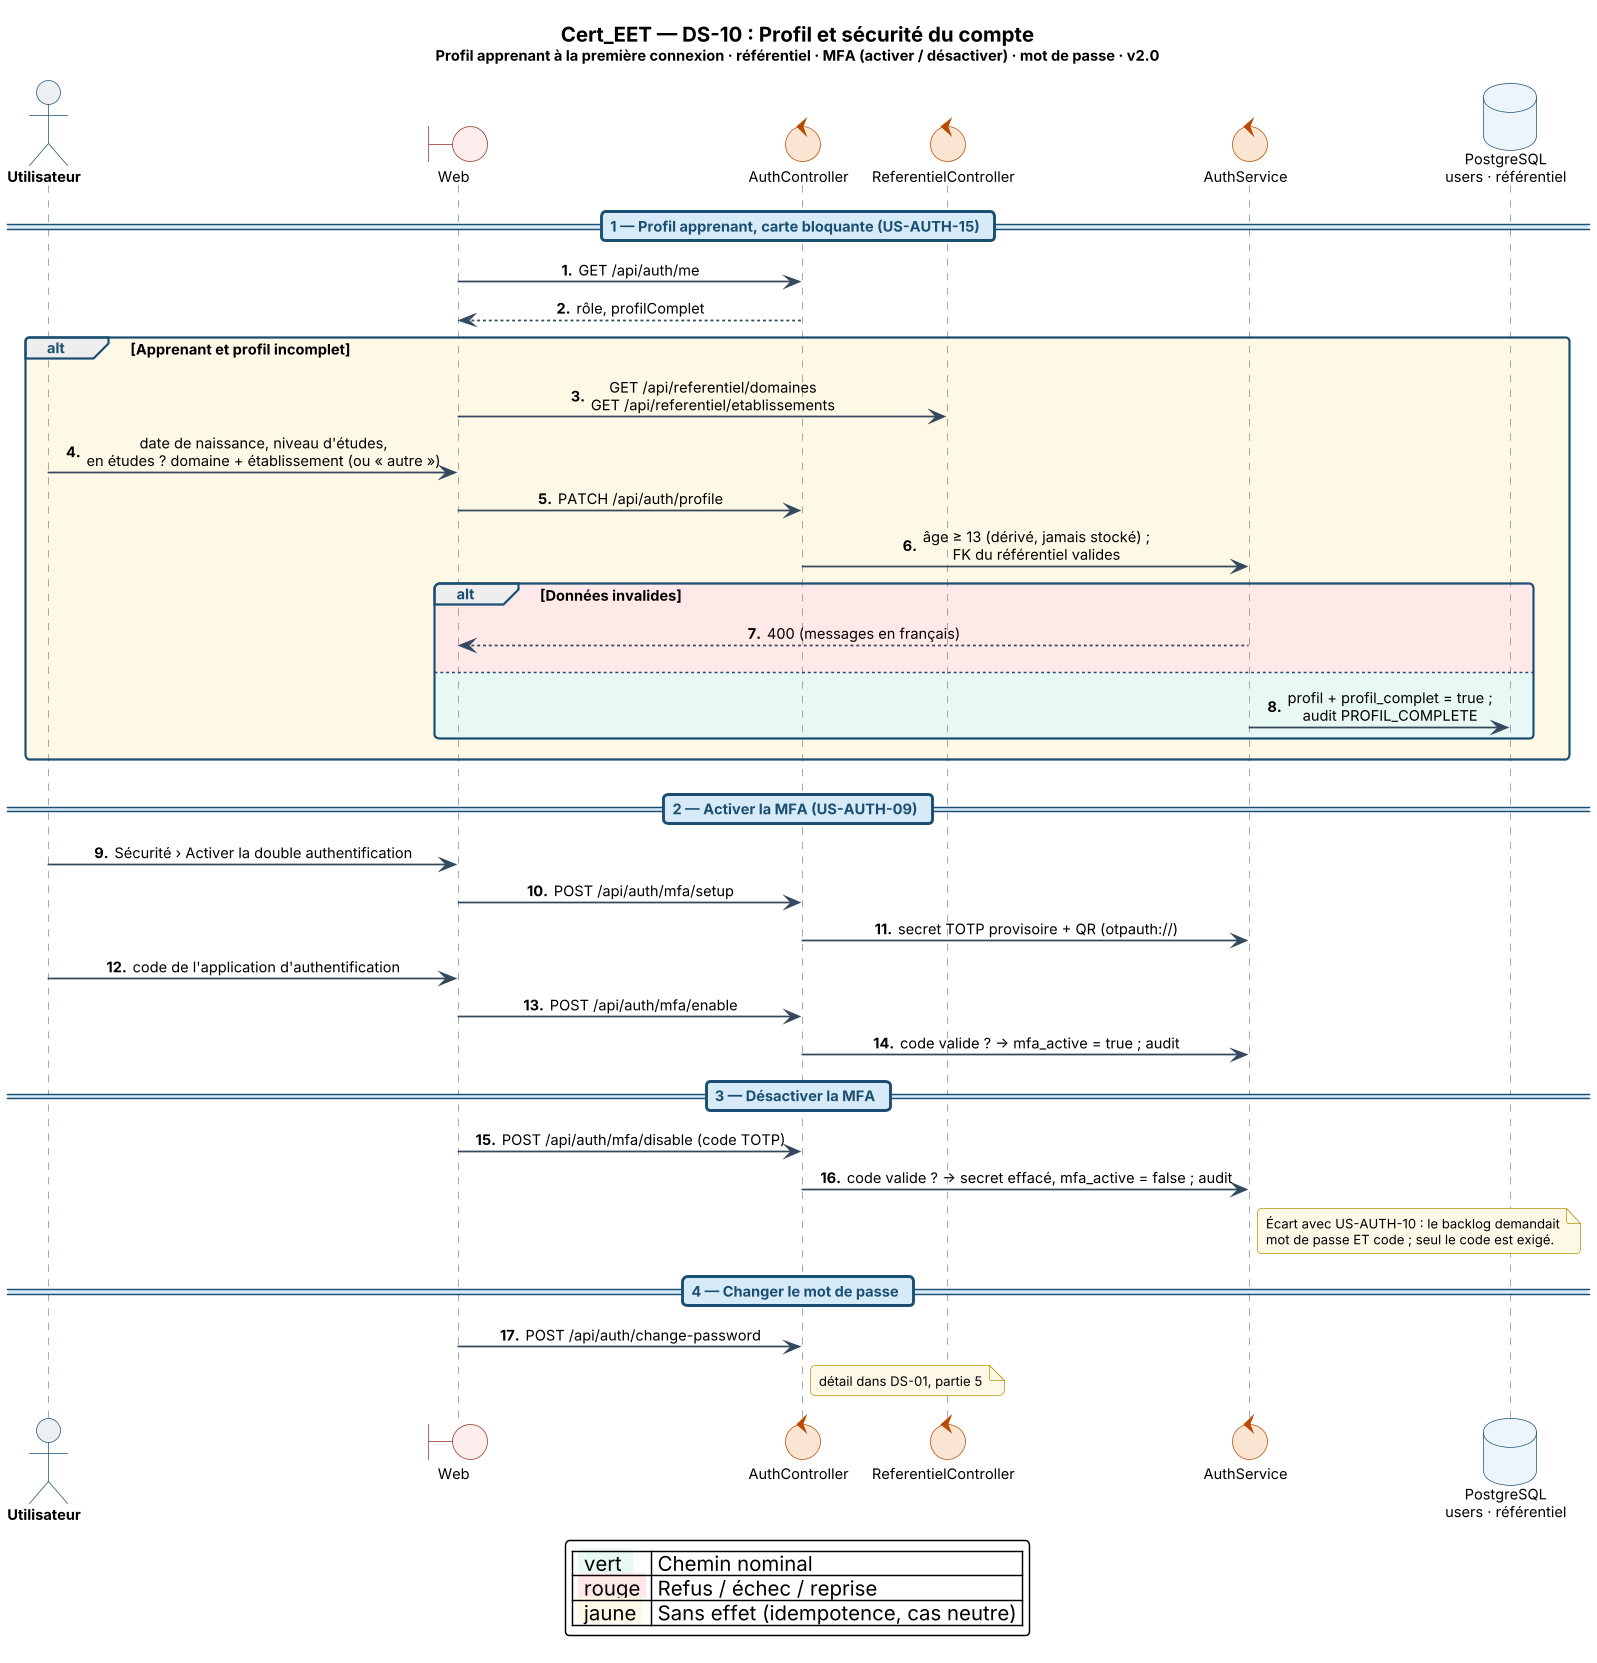 Cert_EET — DS-10 : Profil et sécurité du compte
Profil apprenant à la première connexion · référentiel · MFA (activer / désactiver) · mot de passe · v2.0
Utilisateur
Web
AuthController
ReferentielController
AuthService
PostgreSQL
users · référentiel
1 — Profil apprenant, carte bloquante (US-AUTH-15)
1. GET /api/auth/me
2. rôle, profilComplet
alt [Apprenant et profil incomplet]
3. GET /api/referentiel/domaines
GET /api/referentiel/etablissements
4. date de naissance, niveau d'études,
en études ? domaine + établissement (ou « autre »)
5. PATCH /api/auth/profile
6. âge ≥ 13 (dérivé, jamais stocké) ;
FK du référentiel valides
alt [Données invalides]
7. 400 (messages en français)
8. profil + profil_complet = true ;
audit PROFIL_COMPLETE
2 — Activer la MFA (US-AUTH-09)
9. Sécurité › Activer la double authentification
10. POST /api/auth/mfa/setup
11. secret TOTP provisoire + QR (otpauth://)
12. code de l'application d'authentification
13. POST /api/auth/mfa/enable
14. code valide ? → mfa_active = true ; audit
3 — Désactiver la MFA
15. POST /api/auth/mfa/disable (code TOTP)
16. code valide ? → secret effacé, mfa_active = false ; audit
Écart avec US-AUTH-10 : le backlog demandait
mot de passe ET code ; seul le code est exigé.
4 — Changer le mot de passe
17. POST /api/auth/change-password
détail dans DS-01, partie 5
Utilisateur
Web
AuthController
ReferentielController
AuthService
PostgreSQL
users · référentiel
vert Chemin nominal
rouge Refus / échec / reprise
jaune Sans effet (idempotence, cas neutre)